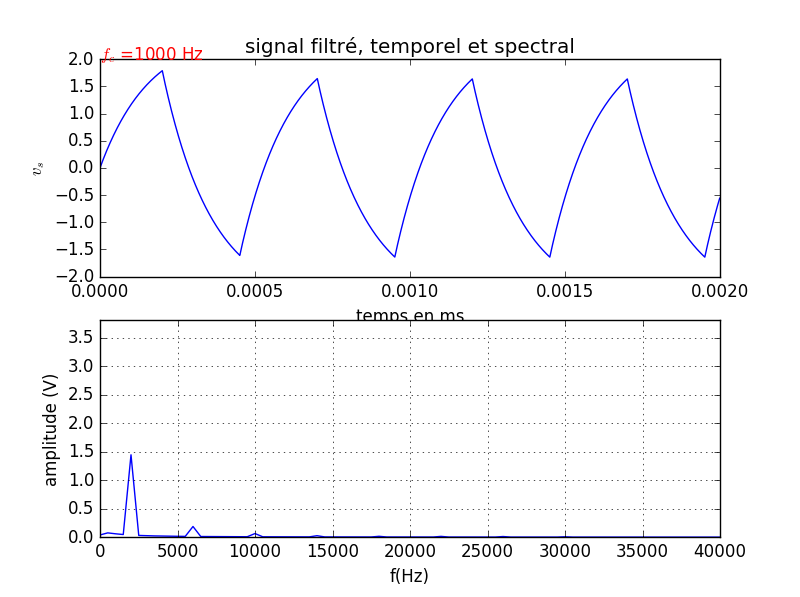 signal filtré, temporel et spectral
f_c =1000 Hz
2.0
1.5
1.0
0.5
0.0
−0.5
−1.0
−1.5
−2.0
v_s
0.0000 0.0005 0.0010 0.0015 0.0020
temps en ms
3.5
3.0
2.5
2.0
1.5
1.0
0.5
0.0
amplitude (V)
0 5000 10000 15000 20000 25000 30000 35000 40000
f(Hz)